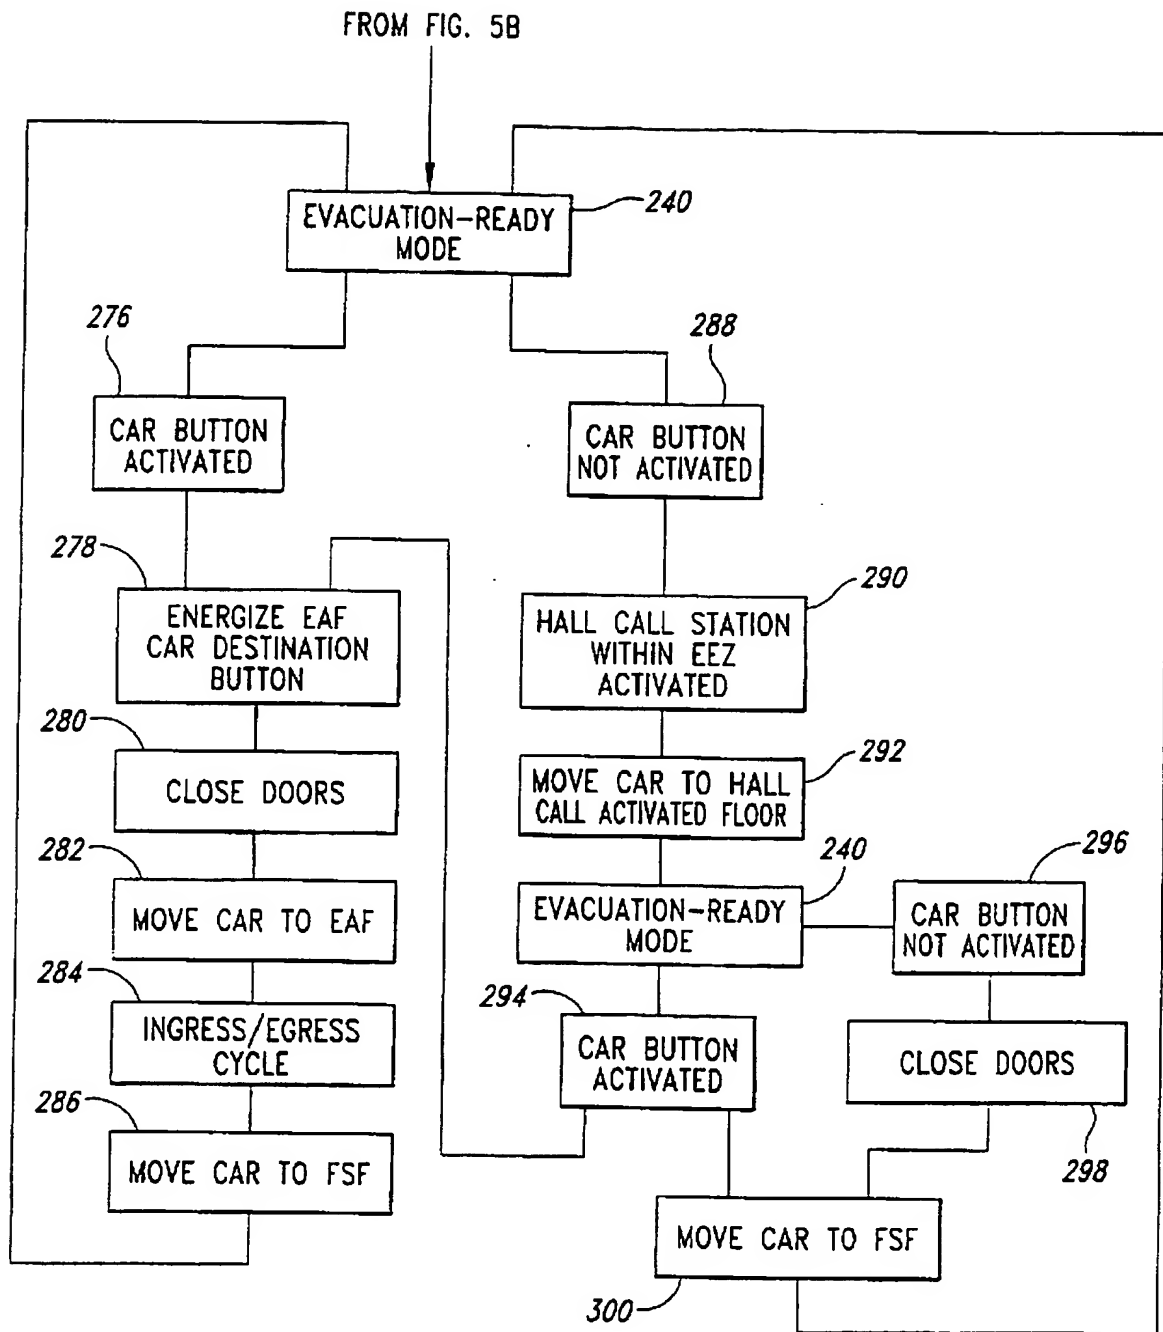 FROM FIG. 5B
EVACUATION-READY
MODE
240
276
CAR BUTTON
ACTIVATED
288
CAR BUTTON
NOT ACTIVATED
278
ENERGIZE EAF
CAR DESTINATION
BUTTON
290
HALL CALL STATION
WITHIN EEZ
ACTIVATED
280
CLOSE DOORS
292
MOVE CAR TO HALL
CALL ACTIVATED FLOOR
282
MOVE CAR TO EAF
240
EVACUATION-READY
MODE
296
CAR BUTTON
NOT ACTIVATED
284
INGRESS/EGRESS
CYCLE
294
CAR BUTTON
ACTIVATED
CLOSE DOORS
298
286
MOVE CAR TO FSF
MOVE CAR TO FSF
300